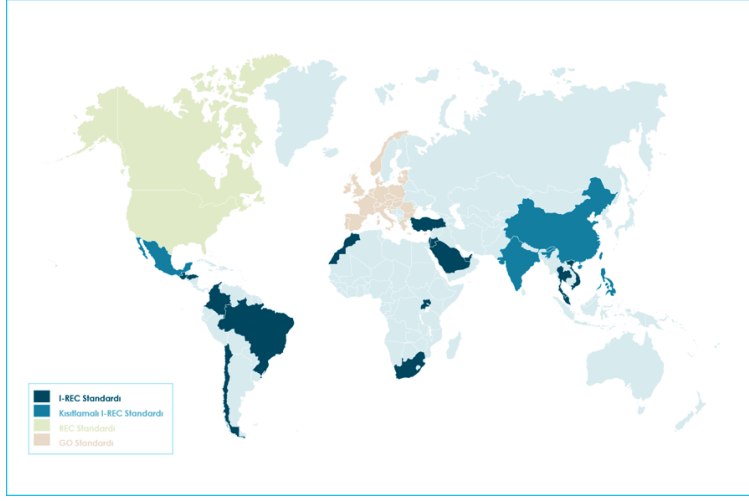 I-REC Standardı
Kısıtlamalı I-REC Standardı
REC Standardı
GO Standardı